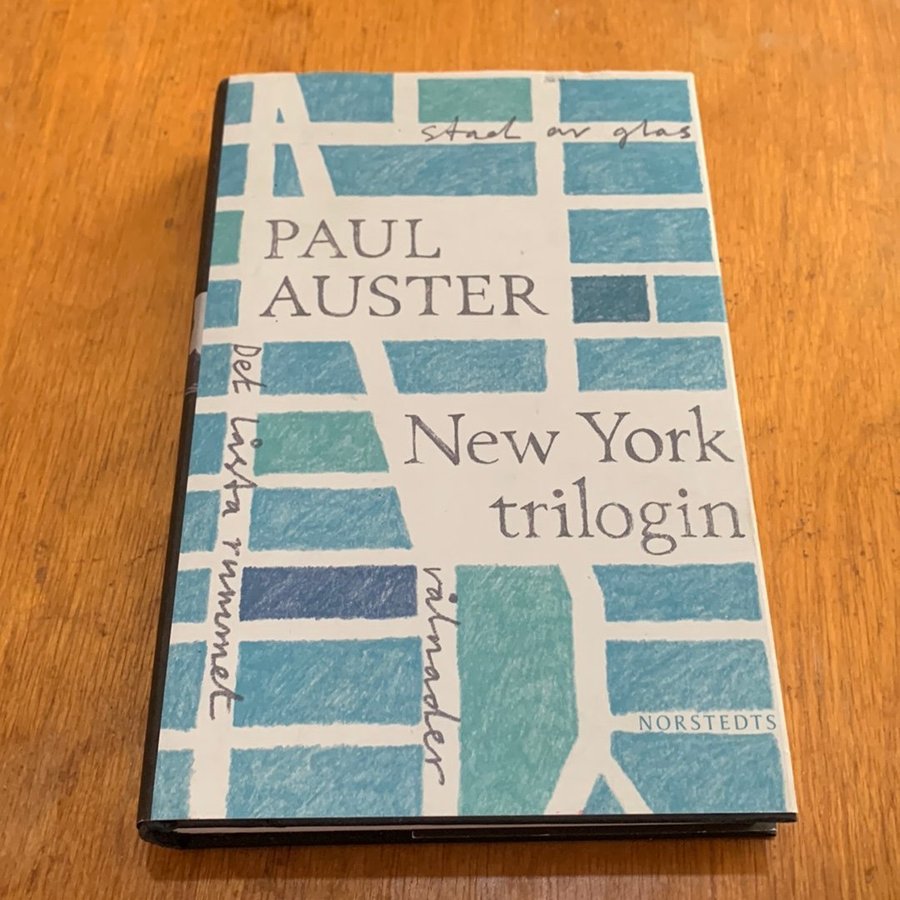 stad av glas
PAUL
AUSTER
Det låsta rummet
New York
trilogin
vålnader
NORSTEDTS